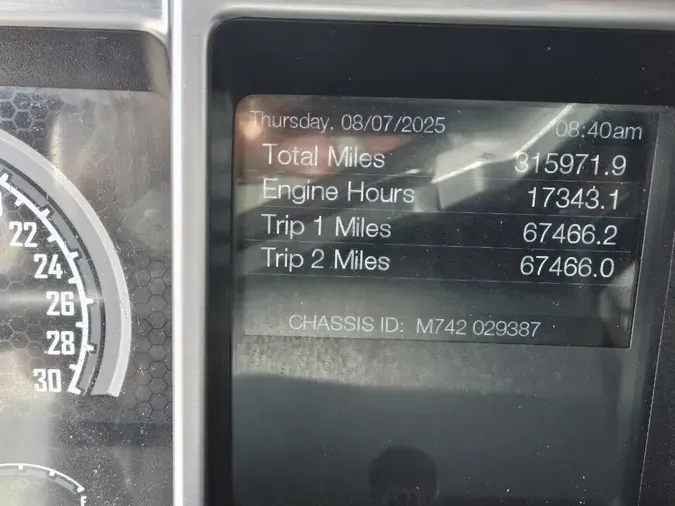 Thursday, 08/07/2025 08:40am
Total Miles 315971.9
Engine Hours 17343.1
Trip 1 Miles 67466.2
Trip 2 Miles 67466.0
CHASSIS ID: M742 029387
22
24
26
28
30